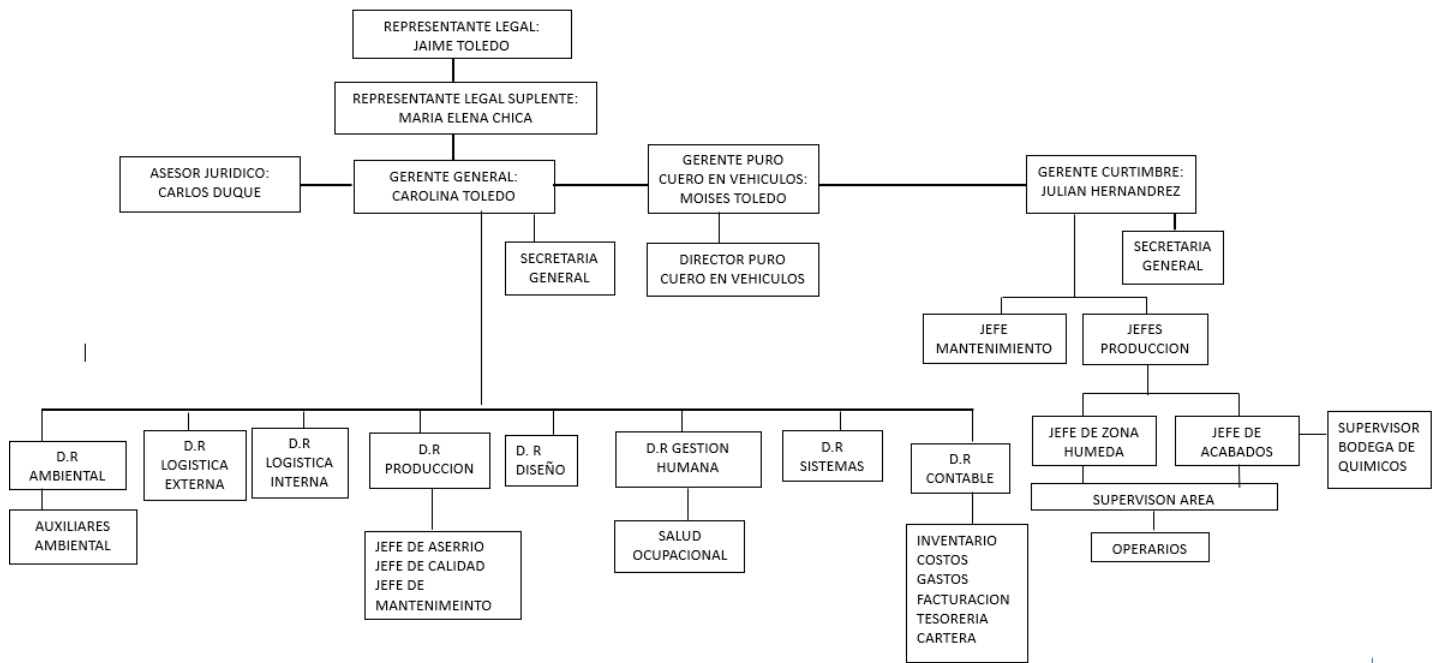 REPRESENTANTE LEGAL:
JAIME TOLEDO
REPRESENTANTE LEGAL SUPLENTE:
MARIA ELENA CHICA
ASESOR JURIDICO:
CARLOS DUQUE
GERENTE GENERAL:
CAROLINA TOLEDO
GERENTE PURO
CUERO EN VEHICULOS:
MOISES TOLEDO
GERENTE CURTIMBRE:
JULIAN HERNANDREZ
SECRETARIA
GENERAL
DIRECTOR PURO
CUERO EN VEHICULOS
SECRETARIA
GENERAL
JEFE
MANTENIMIENTO
JEFES
PRODUCCION
D.R
AMBIENTAL
D.R
LOGISTICA
EXTERNA
D.R
LOGISTICA
INTERNA
D.R
PRODUCCION
D. R
DISEÑO
D.R GESTION
HUMANA
D.R
SISTEMAS
D.R
CONTABLE
JEFE DE ZONA
HUMEDA
JEFE DE
ACABADOS
SUPERVISOR
BODEGA DE
QUIMICOS
AUXILIARES
AMBIENTAL
JEFE DE ASERRIO
JEFE DE CALIDAD
JEFE DE
MANTENIMEINTO
SALUD
OCUPACIONAL
INVENTARIO
COSTOS
GASTOS
FACTURACION
TESORERIA
CARTERA
SUPERVISON AREA
OPERARIOS